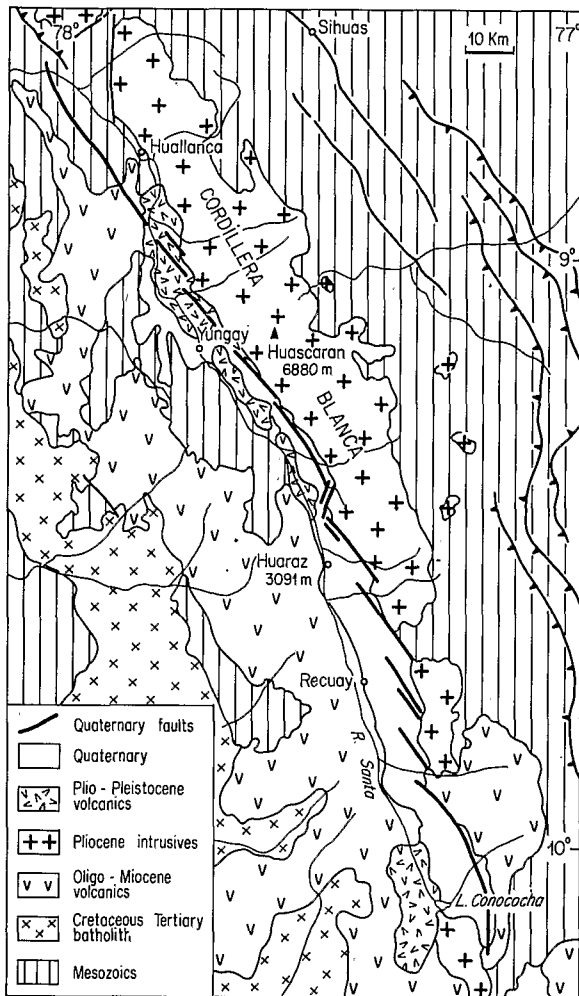 78°
Sihuas
77°
10 Km
Huallanca
CORDILLERA
9°
Yungay
Huascaran
6880 m
BLANCA
Huaraz
3091 m
Recuay
R. Santa
10°
L. Conococha
Quaternary faults
Quaternary
Plio - Pleistocene
volcanics
Pliocene intrusives
Oligo - Miocene
volcanics
Cretaceous Tertiary
batholith
Mesozoics